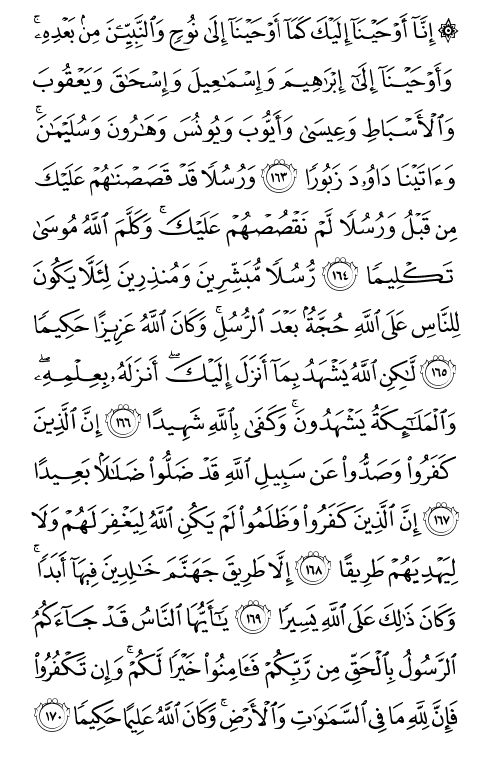 ۞ إِنَّآ أَوْحَيْنَآ إِلَيْكَ كَمَآ أَوْحَيْنَآ إِلَىٰ نُوحٍ وَٱلنَّبِيِّـۧنَ مِنۢ بَعْدِهِۦۚ
وَأَوْحَيْنَآ إِلَىٰٓ إِبْرَٰهِيمَ وَإِسْمَٰعِيلَ وَإِسْحَٰقَ وَيَعْقُوبَ
وَٱلْأَسْبَاطِ وَعِيسَىٰ وَأَيُّوبَ وَيُونُسَ وَهَٰرُونَ وَسُلَيْمَٰنَۚ
وَءَاتَيْنَا دَاوُۥدَ زَبُورًا ١٦٣ وَرُسُلًا قَدْ قَصَصْنَٰهُمْ عَلَيْكَ
مِن قَبْلُ وَرُسُلًا لَّمْ نَقْصُصْهُمْ عَلَيْكَۚ وَكَلَّمَ ٱللَّهُ مُوسَىٰ
تَكْلِيمًا ١٦٤ رُّسُلًا مُّبَشِّرِينَ وَمُنذِرِينَ لِئَلَّا يَكُونَ
لِلنَّاسِ عَلَى ٱللَّهِ حُجَّةٌۢ بَعْدَ ٱلرُّسُلِۚ وَكَانَ ٱللَّهُ عَزِيزًا حَكِيمًا
١٦٥ لَّٰكِنِ ٱللَّهُ يَشْهَدُ بِمَآ أَنزَلَ إِلَيْكَۖ أَنزَلَهُۥ بِعِلْمِهِۦۖ
وَٱلْمَلَٰٓئِكَةُ يَشْهَدُونَۚ وَكَفَىٰ بِٱللَّهِ شَهِيدًا ١٦٦ إِنَّ ٱلَّذِينَ
كَفَرُوا۟ وَصَدُّوا۟ عَن سَبِيلِ ٱللَّهِ قَدْ ضَلُّوا۟ ضَلَٰلًۢا بَعِيدًا
١٦٧ إِنَّ ٱلَّذِينَ كَفَرُوا۟ وَظَلَمُوا۟ لَمْ يَكُنِ ٱللَّهُ لِيَغْفِرَ لَهُمْ وَلَا
لِيَهْدِيَهُمْ طَرِيقًا ١٦٨ إِلَّا طَرِيقَ جَهَنَّمَ خَٰلِدِينَ فِيهَآ أَبَدًاۚ
وَكَانَ ذَٰلِكَ عَلَى ٱللَّهِ يَسِيرًا ١٦٩ يَٰٓأَيُّهَا ٱلنَّاسُ قَدْ جَآءَكُمُ
ٱلرَّسُولُ بِٱلْحَقِّ مِن رَّبِّكُمْ فَـَٔامِنُوا۟ خَيْرًا لَّكُمْۚ وَإِن تَكْفُرُوا۟
فَإِنَّ لِلَّهِ مَا فِى ٱلسَّمَٰوَٰتِ وَٱلْأَرْضِۚ وَكَانَ ٱللَّهُ عَلِيمًا حَكِيمًا ١٧٠